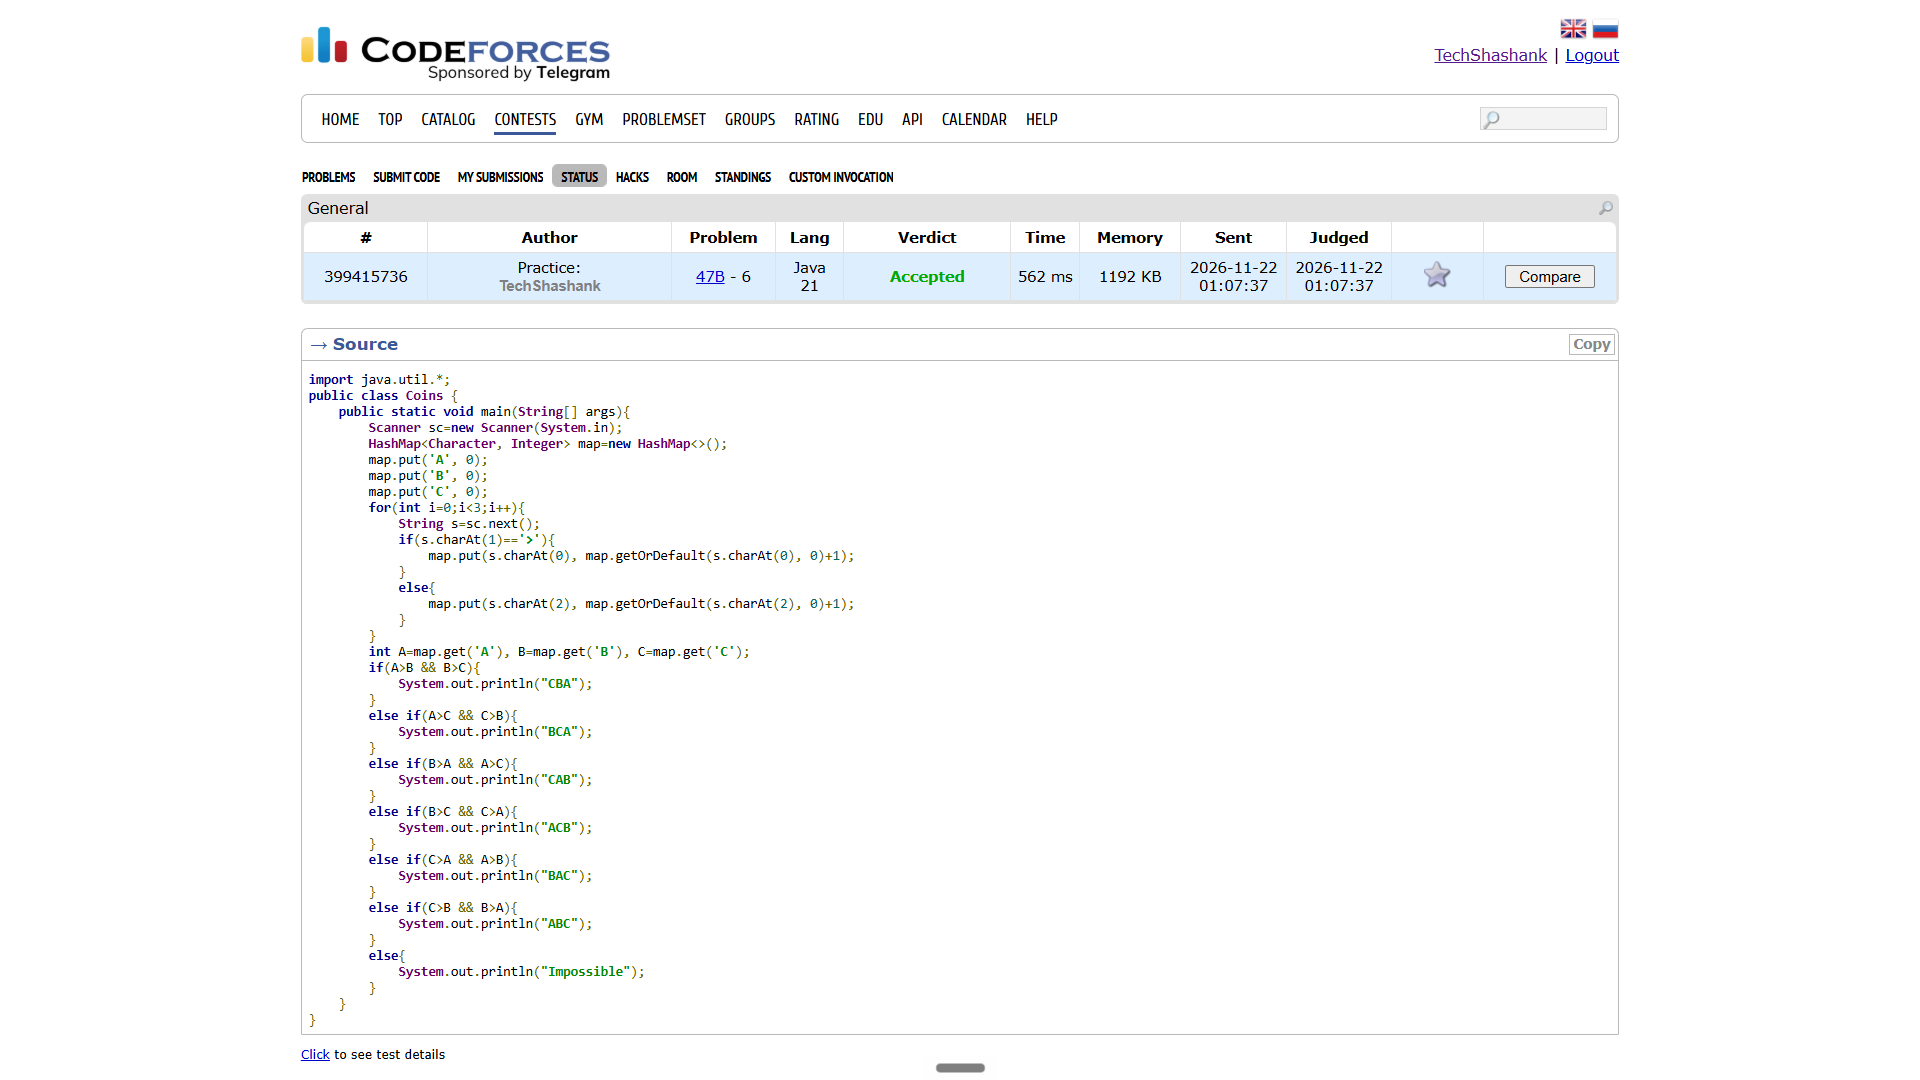 CODEFORCES
Sponsored by Telegram
TechShashank | Logout
HOME TOP CATALOG CONTESTS GYM PROBLEMSET GROUPS RATING EDU API CALENDAR HELP
PROBLEMS SUBMIT CODE MY SUBMISSIONS STATUS HACKS ROOM STANDINGS CUSTOM INVOCATION
General
# Author Problem Lang Verdict Time Memory Sent Judged
399415736 Practice: TechShashank 47B - 6 Java 21 Accepted 562 ms 1192 KB 2026-11-22 01:07:37 2026-11-22 01:07:37 Compare
→ Source Copy
import java.util.*;
public class Coins {
    public static void main(String[] args){
        Scanner sc=new Scanner(System.in);
        HashMap<Character, Integer> map=new HashMap<>();
        map.put('A', 0);
        map.put('B', 0);
        map.put('C', 0);
        for(int i=0;i<3;i++){
            String s=sc.next();
            if(s.charAt(1)=='>'){
                map.put(s.charAt(0), map.getOrDefault(s.charAt(0), 0)+1);
            }
            else{
                map.put(s.charAt(2), map.getOrDefault(s.charAt(2), 0)+1);
            }
        }
        int A=map.get('A'), B=map.get('B'), C=map.get('C');
        if(A>B && B>C){
            System.out.println("CBA");
        }
        else if(A>C && C>B){
            System.out.println("BCA");
        }
        else if(B>A && A>C){
            System.out.println("CAB");
        }
        else if(B>C && C>A){
            System.out.println("ACB");
        }
        else if(C>A && A>B){
            System.out.println("BAC");
        }
        else if(C>B && B>A){
            System.out.println("ABC");
        }
        else{
            System.out.println("Impossible");
        }
    }
}
Click to see test details